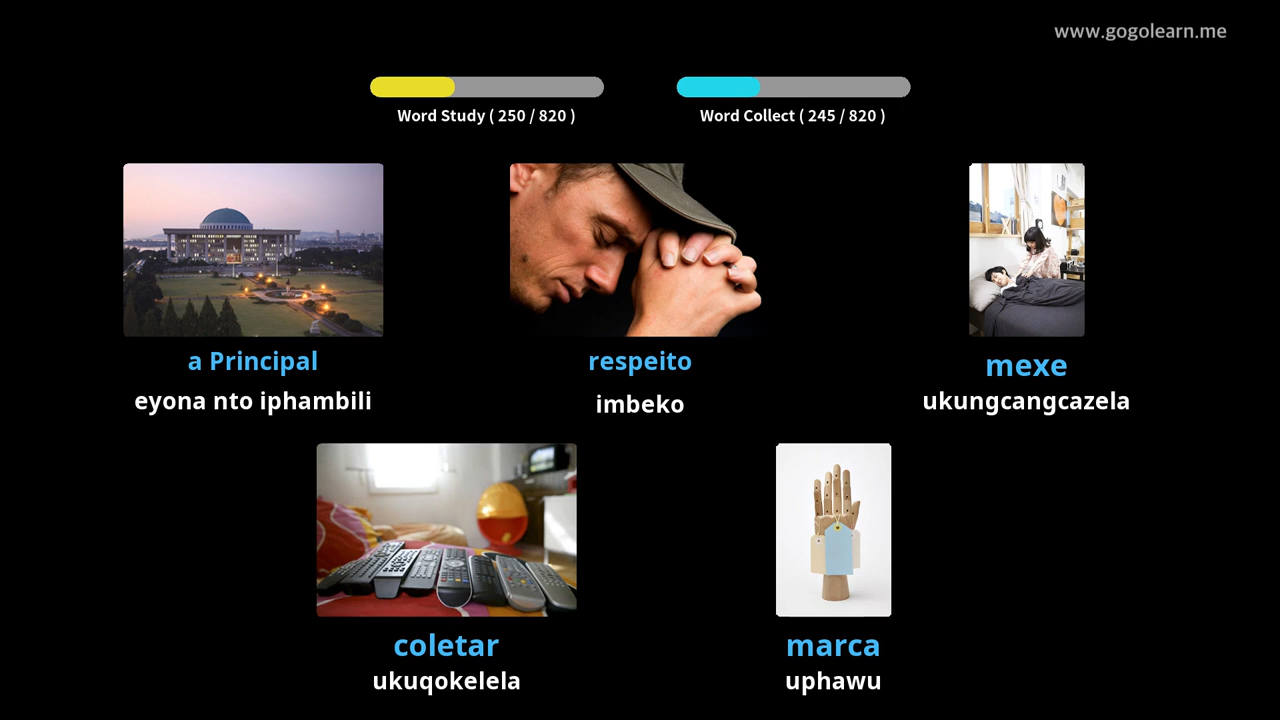 www.gogolearn.me
Word Study ( 250 / 820 )
Word Collect ( 245 / 820 )
a Principal
eyona nto iphambili
respeito
imbeko
mexe
ukungcangcazela
coletar
ukuqokelela
marca
uphawu